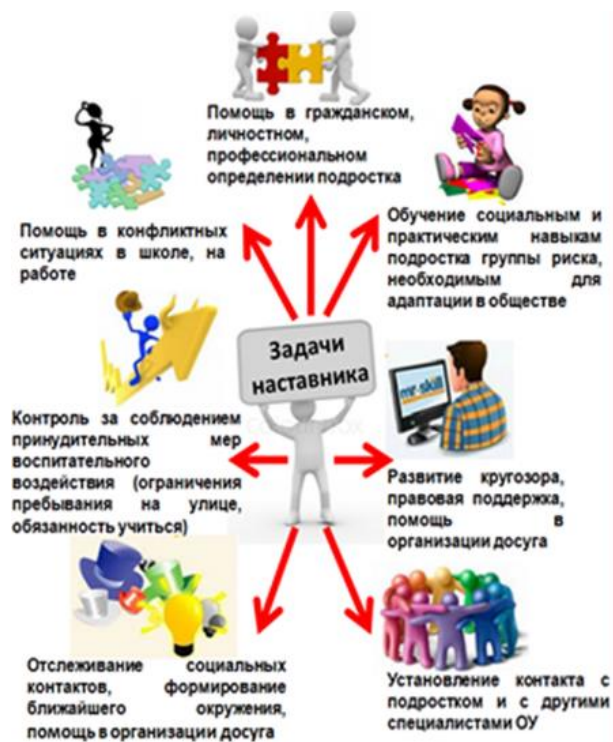 Помощь в гражданском,
личностном,
профессиональном
определении подростка
Помощь в конфликтных
ситуациях в школе, на
работе
Обучение социальным и
практическим навыкам
подростка группы риска,
необходимым для
адаптации в обществе
Задачи
наставника
mr-skill
Контроль за соблюдением
принудительных мер
воспитательного
воздействия (ограничения
пребывания на улице,
обязанность учиться)
Развитие кругозора,
правовая поддержка,
помощь в
организации досуга
Отслеживание социальных
контактов, формирование
ближайшего окружения,
помощь в организации досуга
Установление контакта с
подростком и с другими
специалистами ОУ